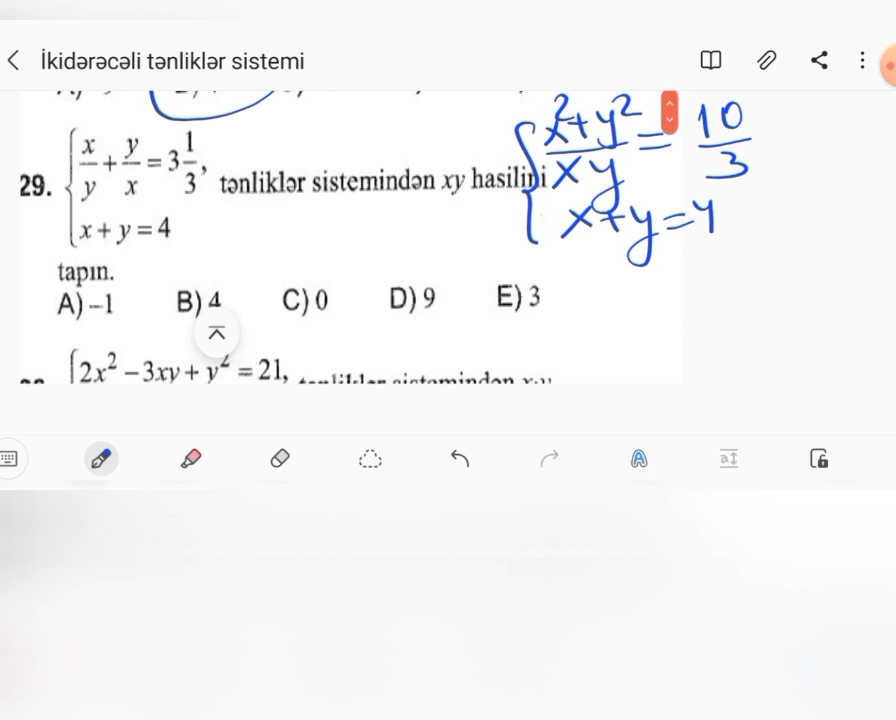 İkidərəcəli tənliklər sistemi
29. { x/y + y/x = 3 1/3, tənliklər sistemindən xy hasilini
x + y = 4
tapın.
A) –1 B) 4 C) 0 D) 9 E) 3
{ 2x² – 3xy + y² = 21,
{ x²+y² / xy = 10/3
x+y=4